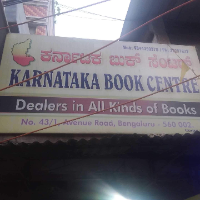 ಕರ್ನಾಟಕ ಬುಕ್ ಸೆಂಟರ್
KARNATAKA BOOK CENTRE
Dealers in All Kinds of Books
No. 43/1, Avenue Road, Bengaluru - 560 002